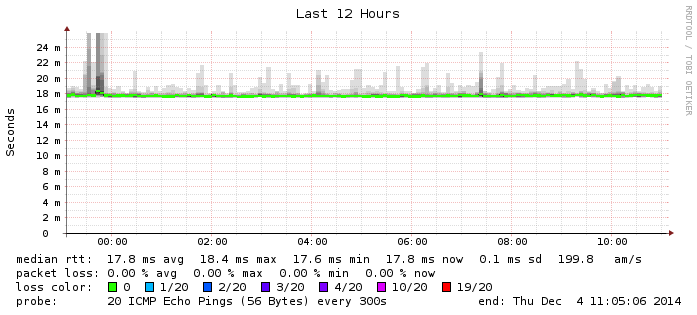 Last 12 Hours
RRDTOOL / TOBI OETIKER
Seconds
24 m
22 m
20 m
18 m
16 m
14 m
12 m
10 m
8 m
6 m
4 m
2 m
0
00:00 02:00 04:00 06:00 08:00 10:00
median rtt: 17.8 ms avg 18.4 ms max 17.6 ms min 17.8 ms now 0.1 ms sd 199.8 am/s
packet loss: 0.00 % avg 0.00 % max 0.00 % min 0.00 % now
loss color: 0 1/20 2/20 3/20 4/20 10/20 19/20
probe: 20 ICMP Echo Pings (56 Bytes) every 300s end: Thu Dec 4 11:05:06 2014